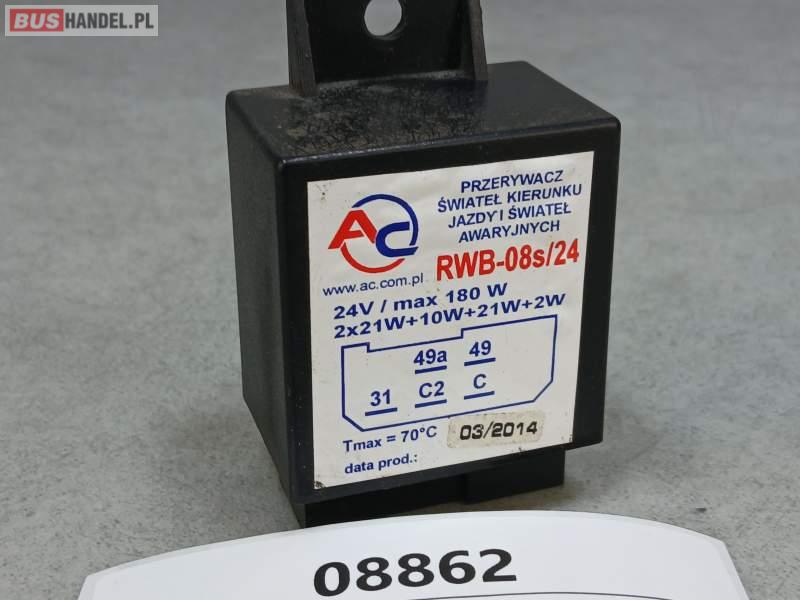 BUSHANDEL.PL
AC
www.ac.com.pl
PRZERYWACZ
ŚWIATEŁ KIERUNKU
JAZDY I ŚWIATEŁ
AWARYJNYCH
RWB-08s/24
24V / max 180 W
2x21W+10W+21W+2W
49a 49
31 C2 C
Tmax = 70°C 03/2014
data prod.:
08862